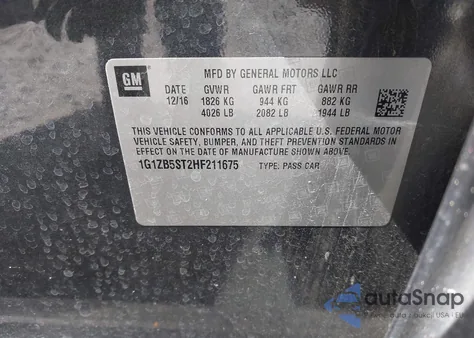 GM
MFD BY GENERAL MOTORS LLC
DATE GVWR GAWR FRT GAWR RR
12/16 1826 KG 944 KG 882 KG
4026 LB 2082 LB 1944 LB
THIS VEHICLE CONFORMS TO ALL APPLICABLE U.S. FEDERAL MOTOR
VEHICLE SAFETY, BUMPER, AND THEFT PREVENTION STANDARDS IN
EFFECT ON THE DATE OF MANUFACTURE SHOWN ABOVE.
1G1ZB5ST2HF211675 TYPE: PASS CAR
autoSnap
USA